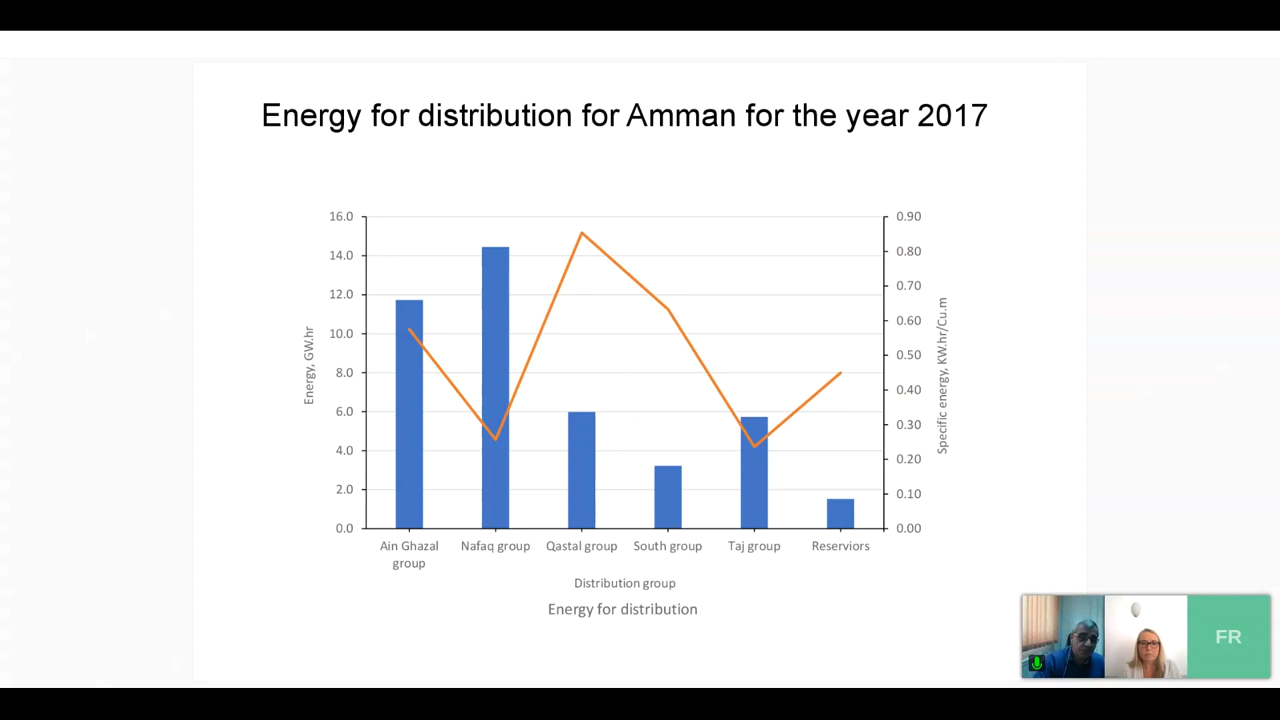 Energy for distribution for Amman for the year 2017
16.0
14.0
12.0
10.0
8.0
6.0
4.0
2.0
0.0
Energy, GW.hr
0.90
0.80
0.70
0.60
0.50
0.40
0.30
0.20
0.10
0.00
Specific energy, KW.hr/Cu.m
Ain Ghazal
group
Nafaq group
Qastal group
South group
Taj group
Reserviors
Distribution group
Energy for distribution
FR